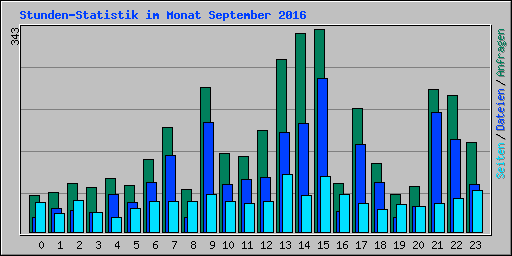 Stunden-Statistik im Monat September 2016
343
Seiten / Dateien / Anfragen
0 1 2 3 4 5 6 7 8 9 10 11 12 13 14 15 16 17 18 19 20 21 22 23